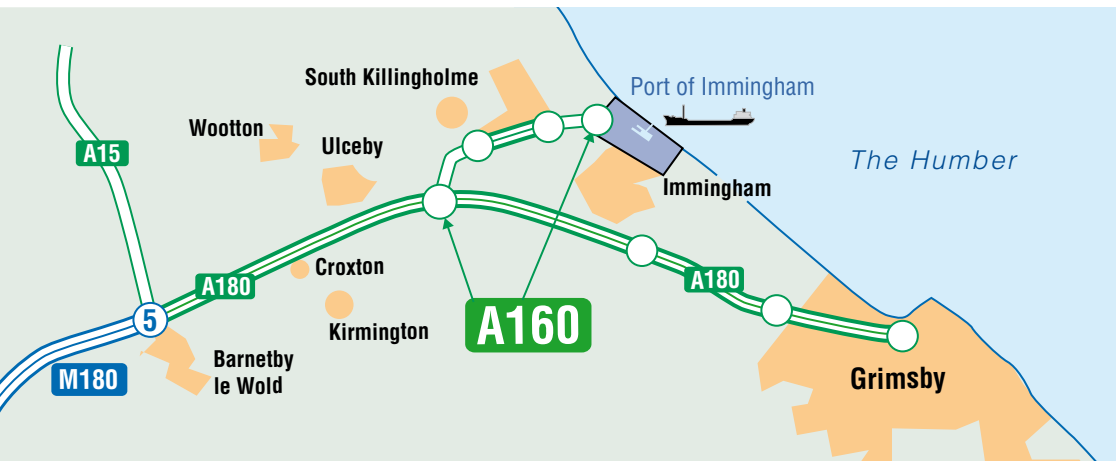 South Killingholme
Port of Immingham
Wootton
Ulceby
A15
The Humber
Immingham
Croxton
A180
A180
A160
5
Kirmington
Barnetby
le Wold
M180
Grimsby